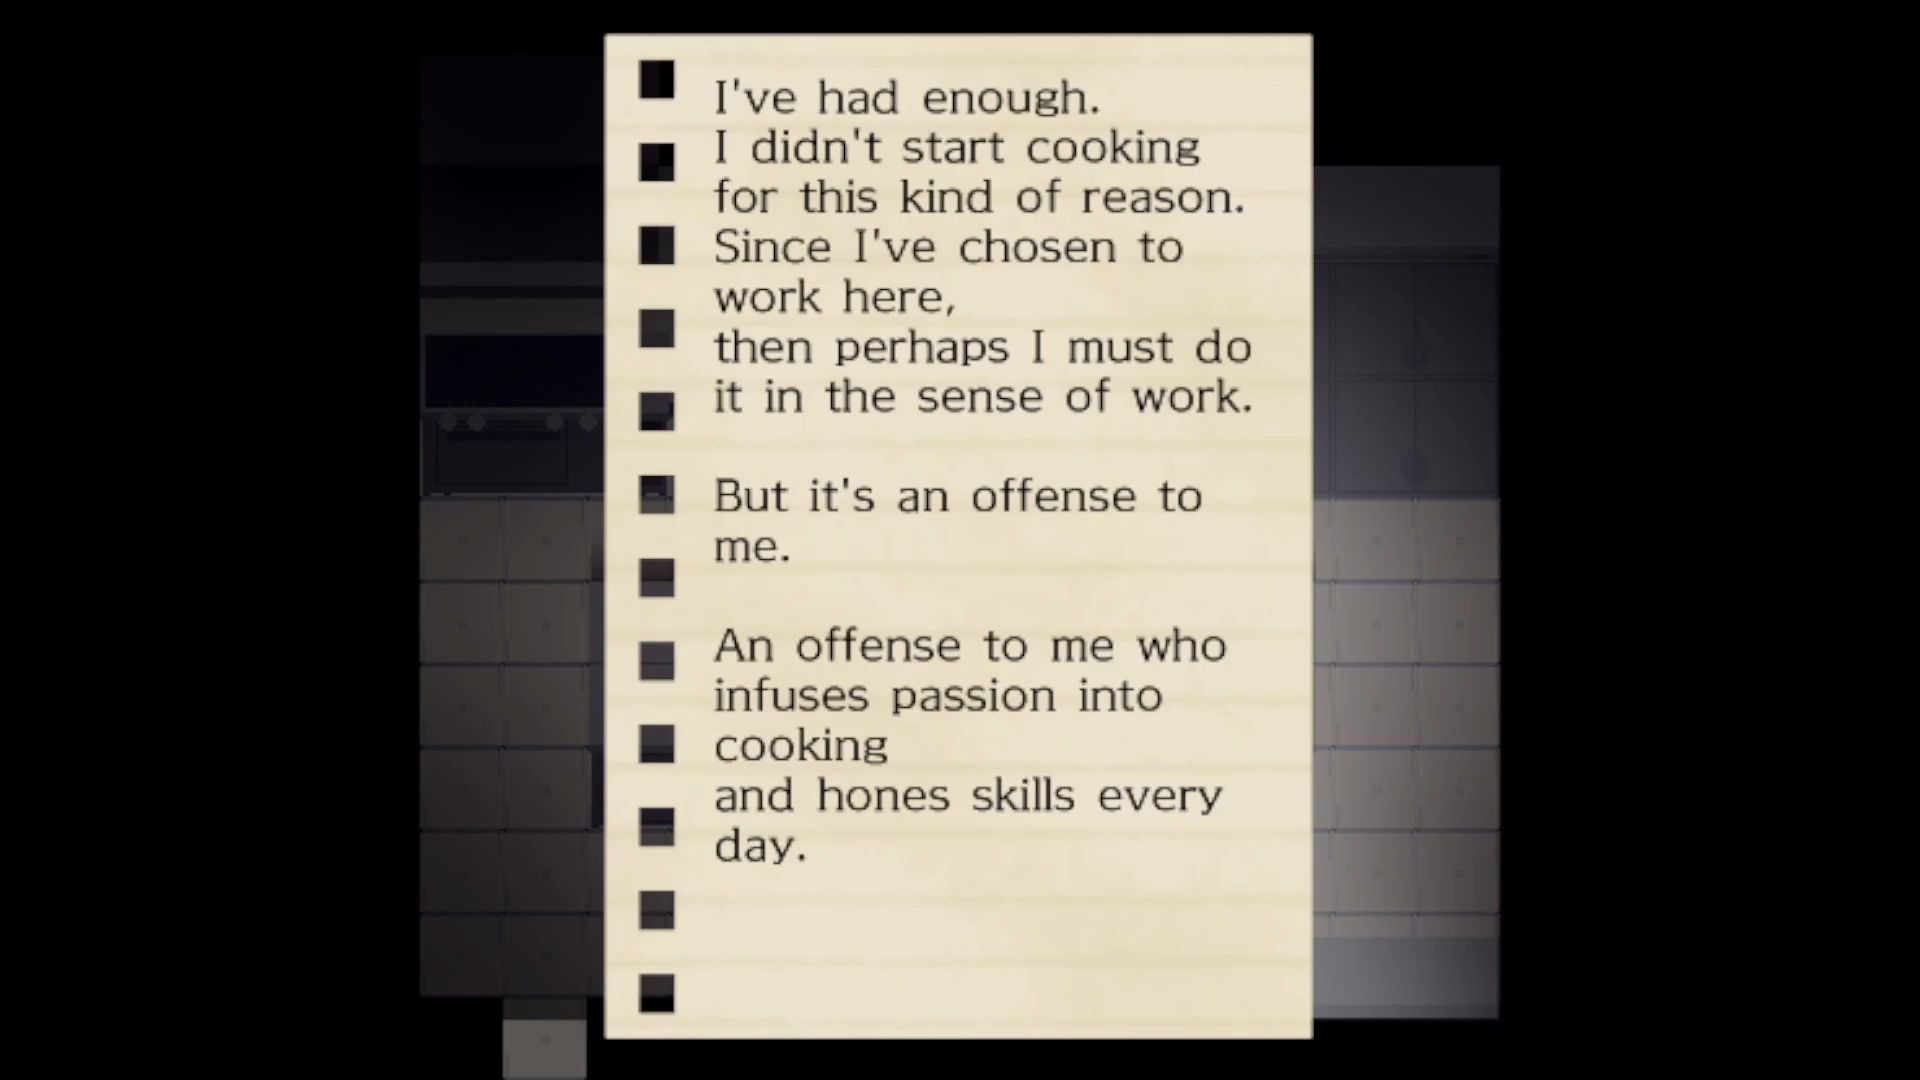 I've had enough.
I didn't start cooking
for this kind of reason.
Since I've chosen to
work here,
then perhaps I must do
it in the sense of work.
But it's an offense to
me.
An offense to me who
infuses passion into
cooking
and hones skills every
day.